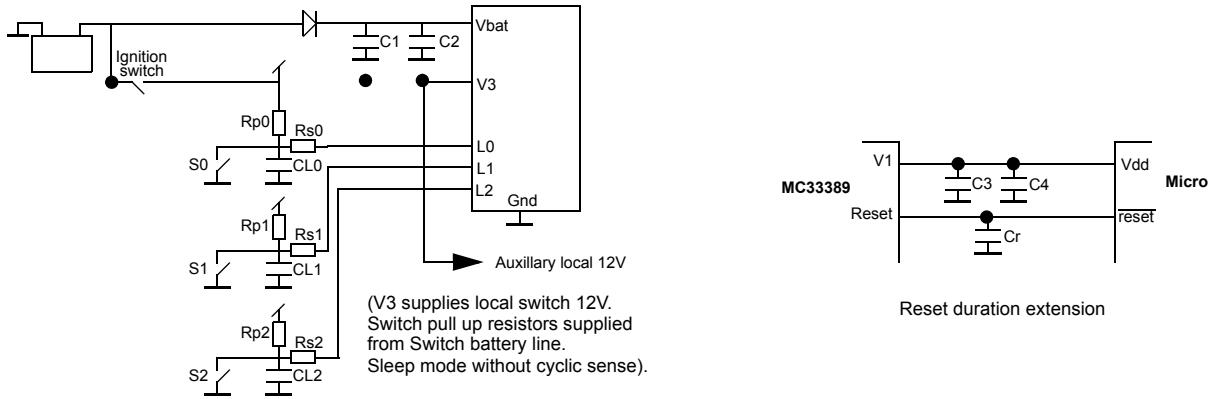 Vbat
C1
C2
Ignition
switch
V3
Rp0
Rs0
L0
S0
CL0
L1
L2
Gnd
Rp1
Rs1
S1
CL1
Auxillary local 12V
(V3 supplies local switch 12V.
Switch pull up resistors supplied
from Switch battery line.
Sleep mode without cyclic sense).
Rp2
Rs2
S2
CL2
V1
Vdd
MC33389
C3
C4
Micro
Reset
reset
Cr
Reset duration extension